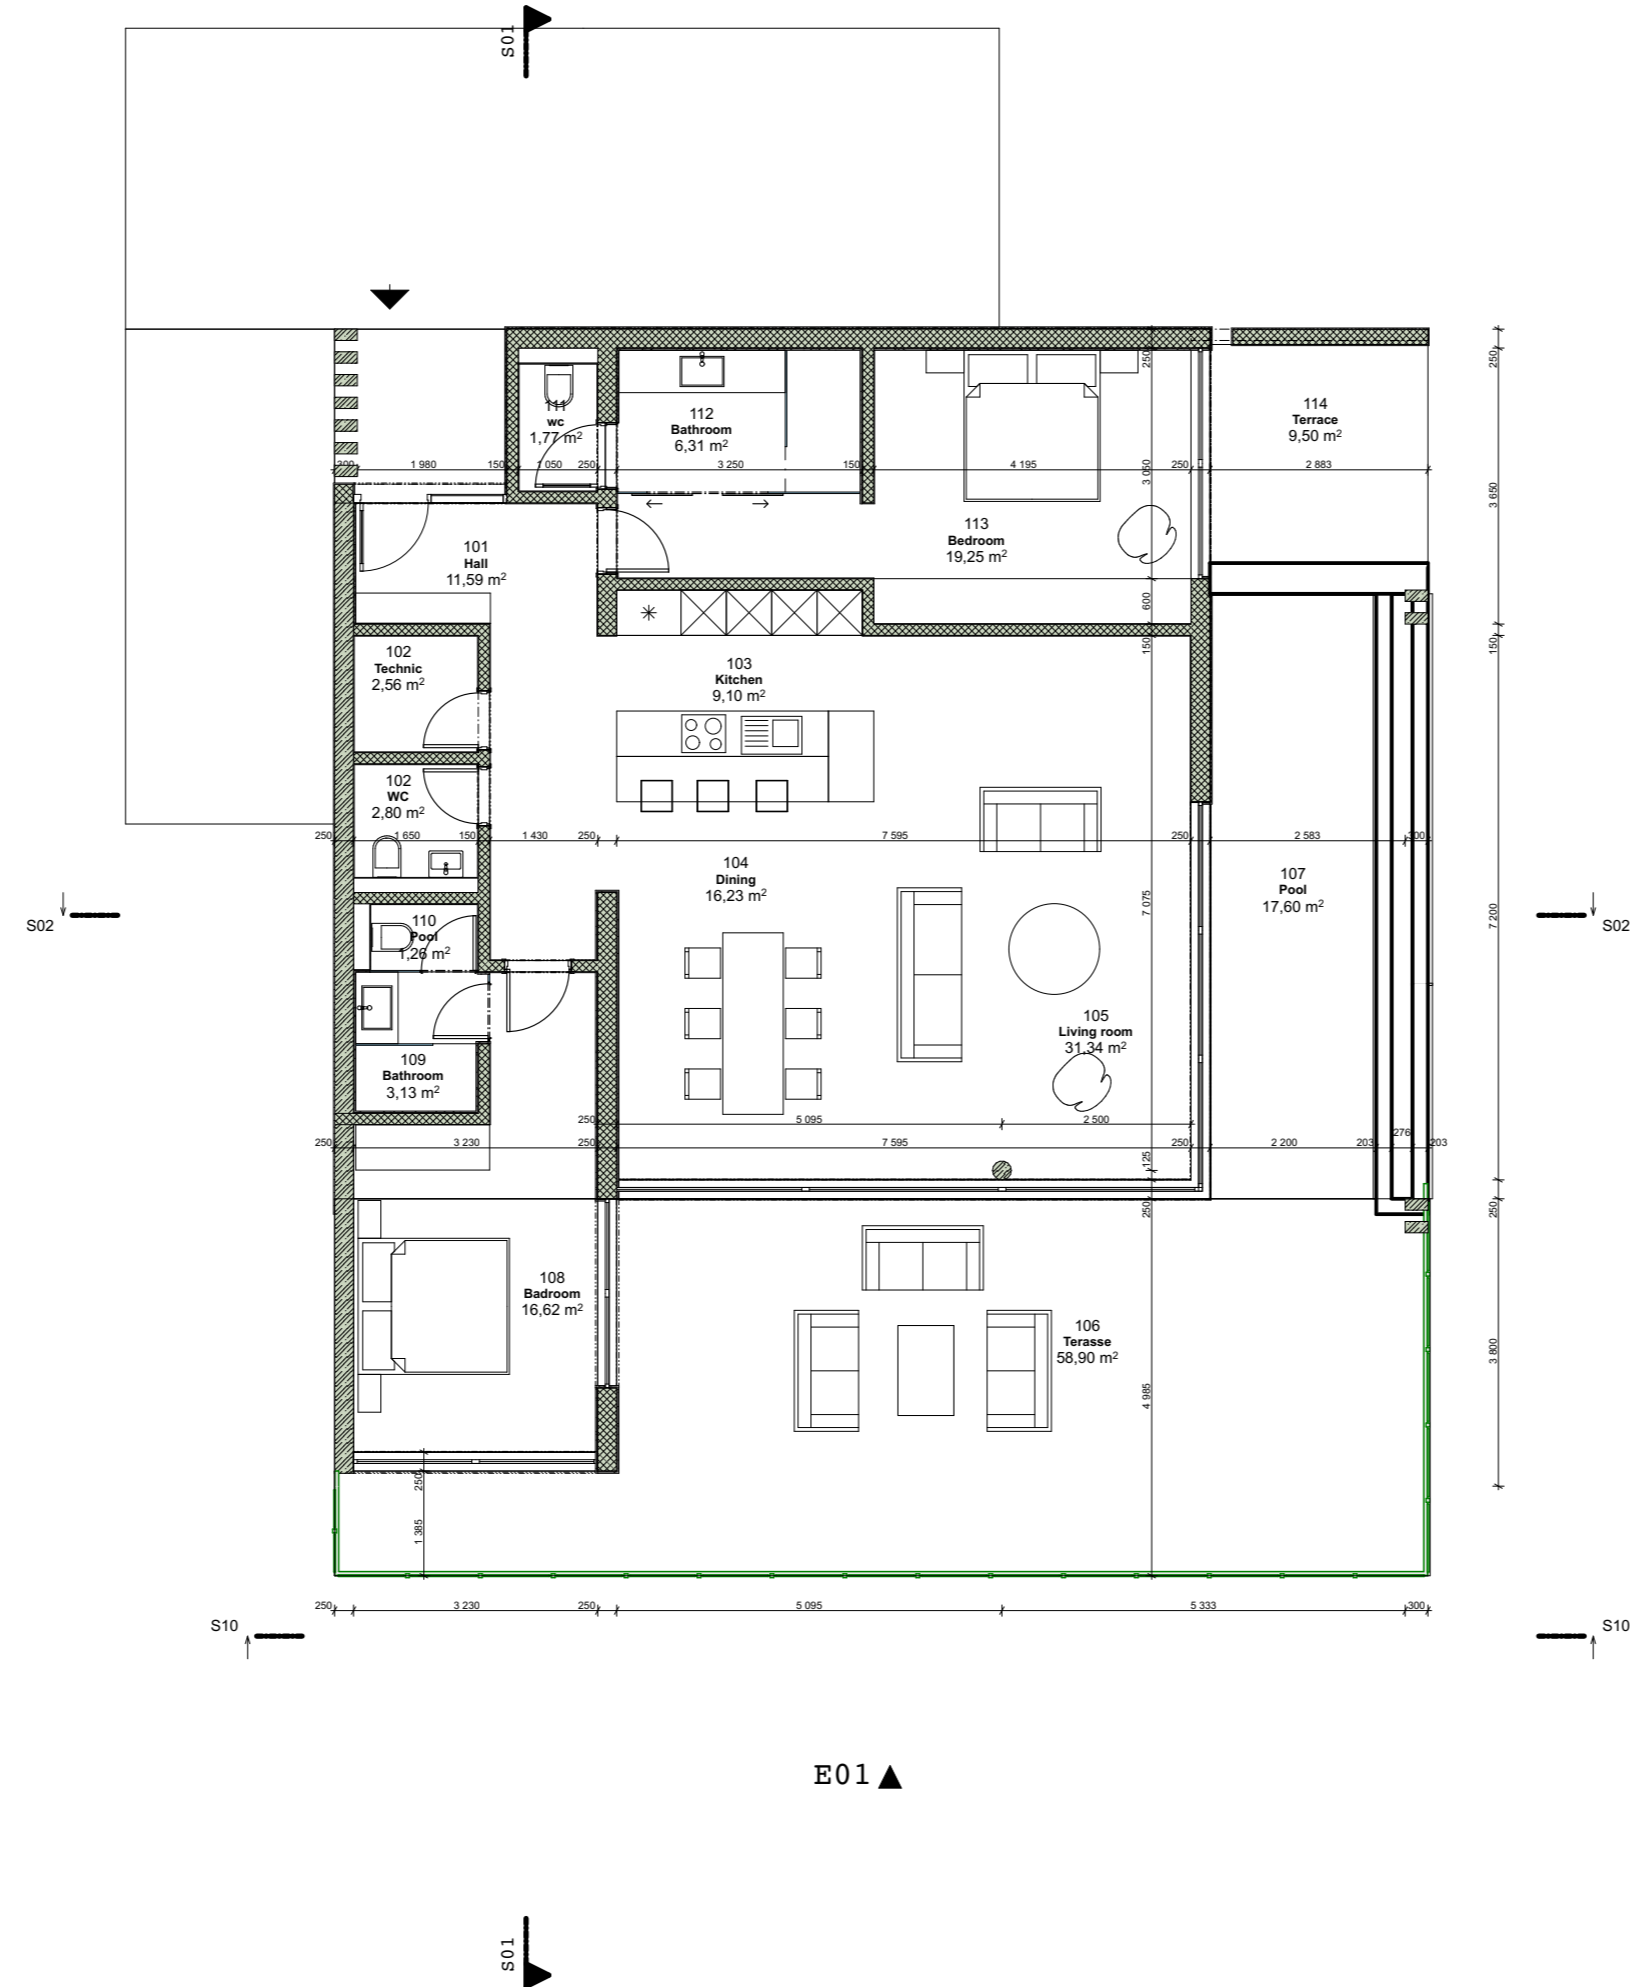 S01
111
wc
1,77 m²
112
Bathroom
6,31 m²
114
Terrace
9,50 m²
250
250
300
1 980
150
1 050
250
3 250
150
4 195
250
2 883
3 050
3 650
113
Bedroom
19,25 m²
101
Hall
11,59 m²
600
150
150
102
Technic
2,56 m²
103
Kitchen
9,10 m²
102
WC
2,80 m²
250
1 650
150
1 430
250
7 595
250
2 583
300
104
Dining
16,23 m²
107
Pool
17,60 m²
7 075
7 200
S02
S02
110
Pool
1,26 m²
105
Living room
31,34 m²
109
Bathroom
3,13 m²
250
5 095
2 500
250
3 230
250
7 595
250
2 200
203
276
203
125
250
250
108
Badroom
16,62 m²
106
Terasse
58,90 m²
3 800
4 985
250
1 385
250
3 230
250
5 095
5 333
300
S10
S10
E01
S01